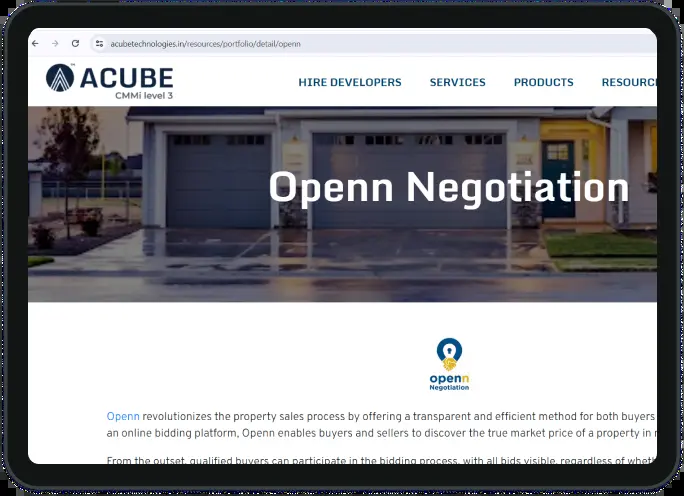 acubetechnologies.in/resources/portfolio/detail/openn
ACUBE™
CMMi level 3
HIRE DEVELOPERS SERVICES PRODUCTS RESOURC
Openn Negotiation
openn
Negotiation
Openn revolutionizes the property sales process by offering a transparent and efficient method for both buyers
an online bidding platform, Openn enables buyers and sellers to discover the true market price of a property in r
From the outset, qualified buyers can participate in the bidding process, with all bids visible, regardless of wheth